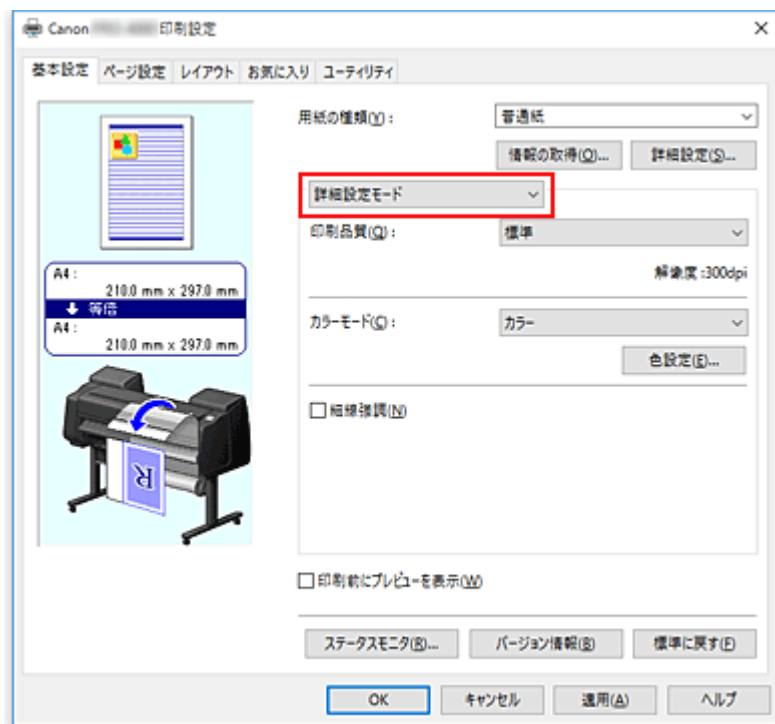 Canon 印刷設定
基本設定 ページ設定 レイアウト お気に入り ユーティリティ
用紙の種類(Y)： 普通紙
情報の取得(O)... 詳細設定(S)...
詳細設定モード
印刷品質(Q)： 標準
解像度 :300dpi
A4 :
210.0 mm x 297.0 mm
等倍
A4 :
210.0 mm x 297.0 mm
カラーモード(C)： カラー
色設定(E)...
細線強調(N)
R
印刷前にプレビューを表示(W)
ステータスモニタ(R)... バージョン情報(B) 標準に戻す(F)
OK キャンセル 適用(A) ヘルプ